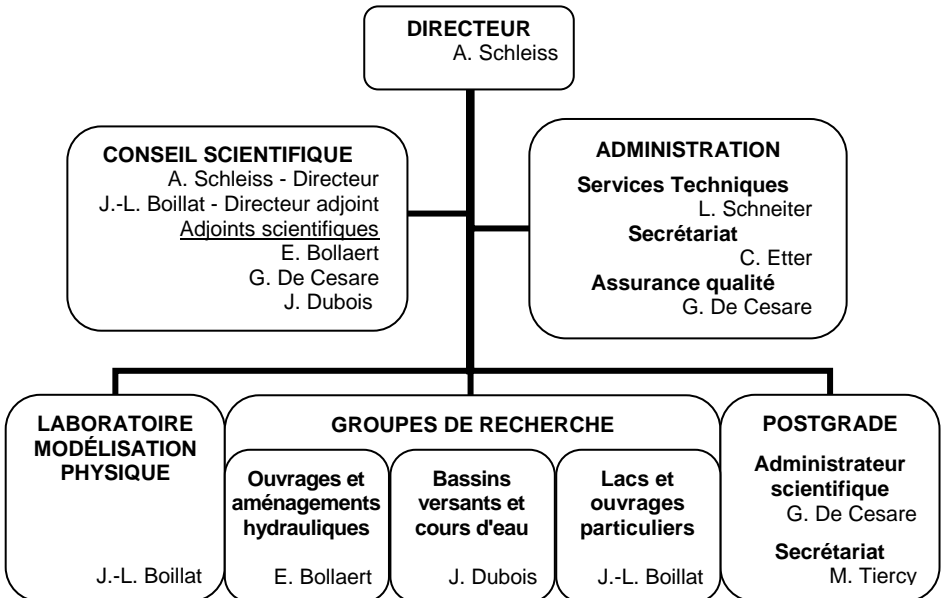 DIRECTEUR
A. Schleiss
CONSEIL SCIENTIFIQUE
A. Schleiss - Directeur
J.-L. Boillat - Directeur adjoint
Adjoints scientifiques
E. Bollaert
G. De Cesare
J. Dubois
ADMINISTRATION
Services Techniques
L. Schneiter
Secrétariat
C. Etter
Assurance qualité
G. De Cesare
LABORATOIRE
MODÉLISATION
PHYSIQUE
J.-L. Boillat
GROUPES DE RECHERCHE
Ouvrages et
aménagements
hydrauliques
E. Bollaert
Bassins
versants et
cours d'eau
J. Dubois
Lacs et
ouvrages
particuliers
J.-L. Boillat
POSTGRADE
Administrateur
scientifique
G. De Cesare
Secrétariat
M. Tiercy